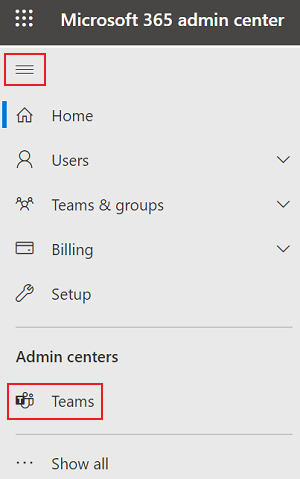 Microsoft 365 admin center
Home
Users
Teams & groups
Billing
Setup
Admin centers
Teams
Show all